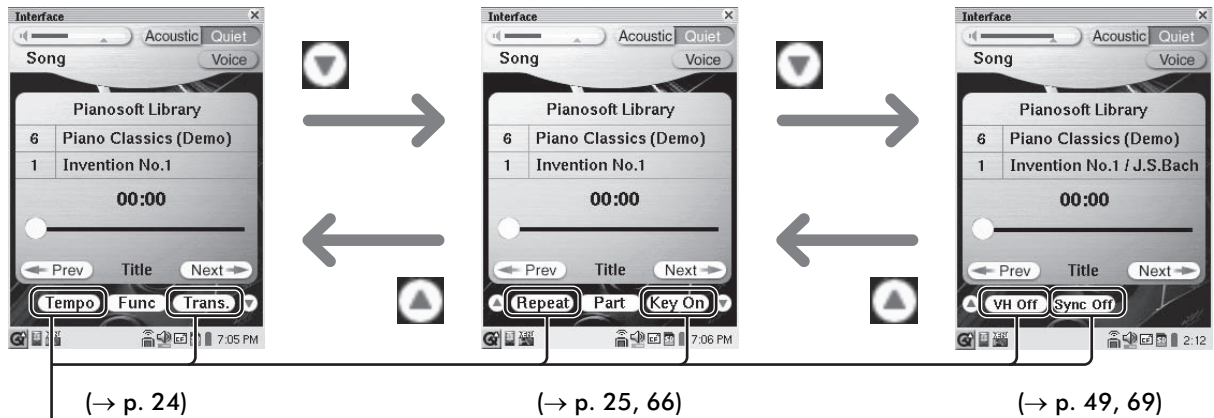 Interface ×
Acoustic Quiet
Song Voice
Pianosoft Library
6 Piano Classics (Demo)
1 Invention No.1
00:00
Prev Title Next
Tempo Func Trans.
7:05 PM
(→ p. 24)
Interface ×
Acoustic Quiet
Song Voice
Pianosoft Library
6 Piano Classics (Demo)
1 Invention No.1
00:00
Prev Title Next
Repeat Part Key On
7:06 PM
(→ p. 25, 66)
Interface ×
Acoustic Quiet
Song Voice
Pianosoft Library
6 Piano Classics (Demo)
1 Invention No.1 / J.S.Bach
00:00
Prev Title Next
VH Off Sync Off
2:12
(→ p. 49, 69)